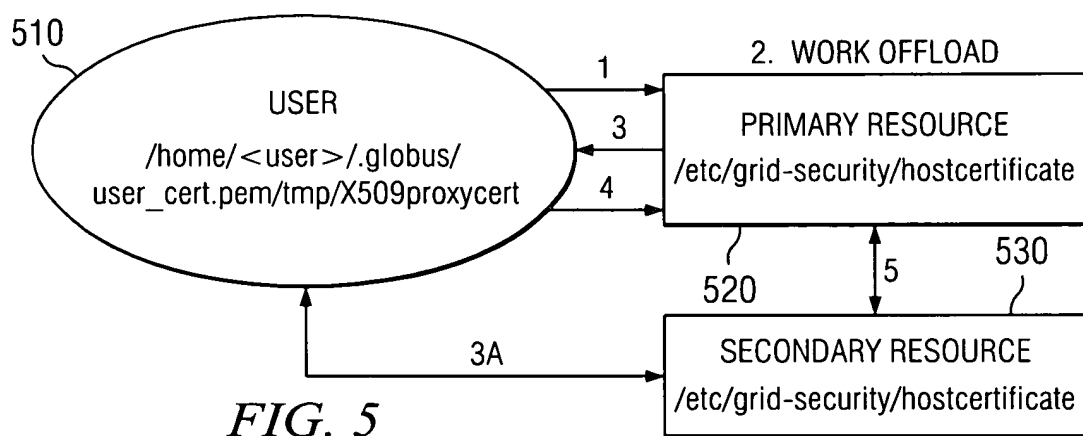 510
2. WORK OFFLOAD
USER
/home/<user>/.globus/
user_cert.pem/tmp/X509proxycert
1
3
4
PRIMARY RESOURCE
/etc/grid-security/hostcertificate
520
5
530
3A
SECONDARY RESOURCE
/etc/grid-security/hostcertificate
FIG. 5